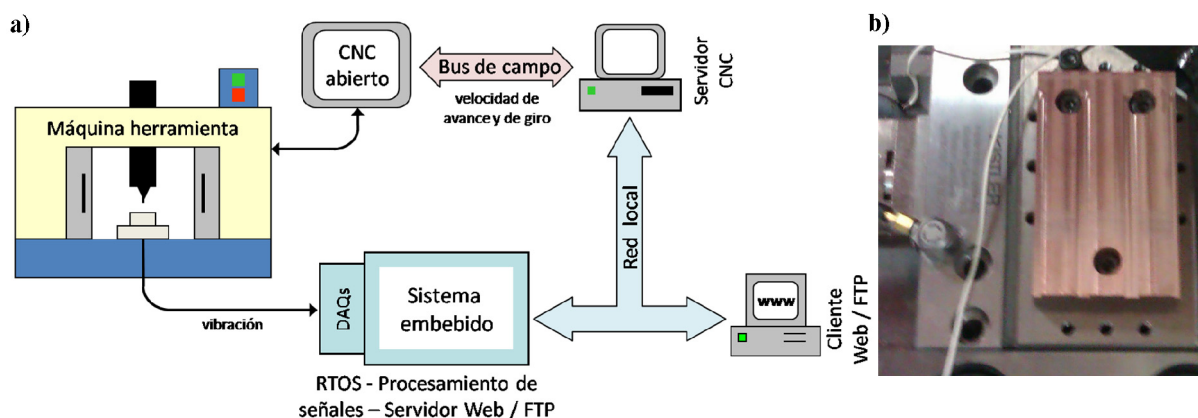 a)
CNC
abierto
Bus de campo
velocidad de
avance y de giro
Servidor
CNC
Máquina herramienta
Red local
vibración
DAQs
Sistema
embebido
RTOS - Procesamiento de
señales – Servidor Web / FTP
www
Cliente
Web / FTP
b)
KISTLER